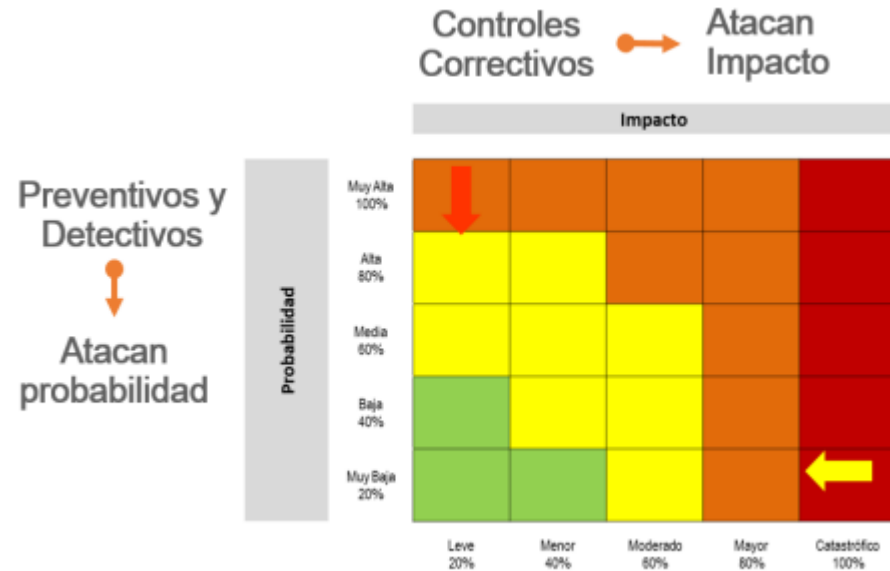 Controles
Correctivos
Atacan
Impacto
Impacto
Preventivos y
Detectivos
Atacan
probabilidad
Probabilidad
Muy Alta
100%
Alta
80%
Media
60%
Baja
40%
Muy Baja
20%
Leve
20%
Menor
40%
Moderado
60%
Mayor
80%
Catastrófico
100%